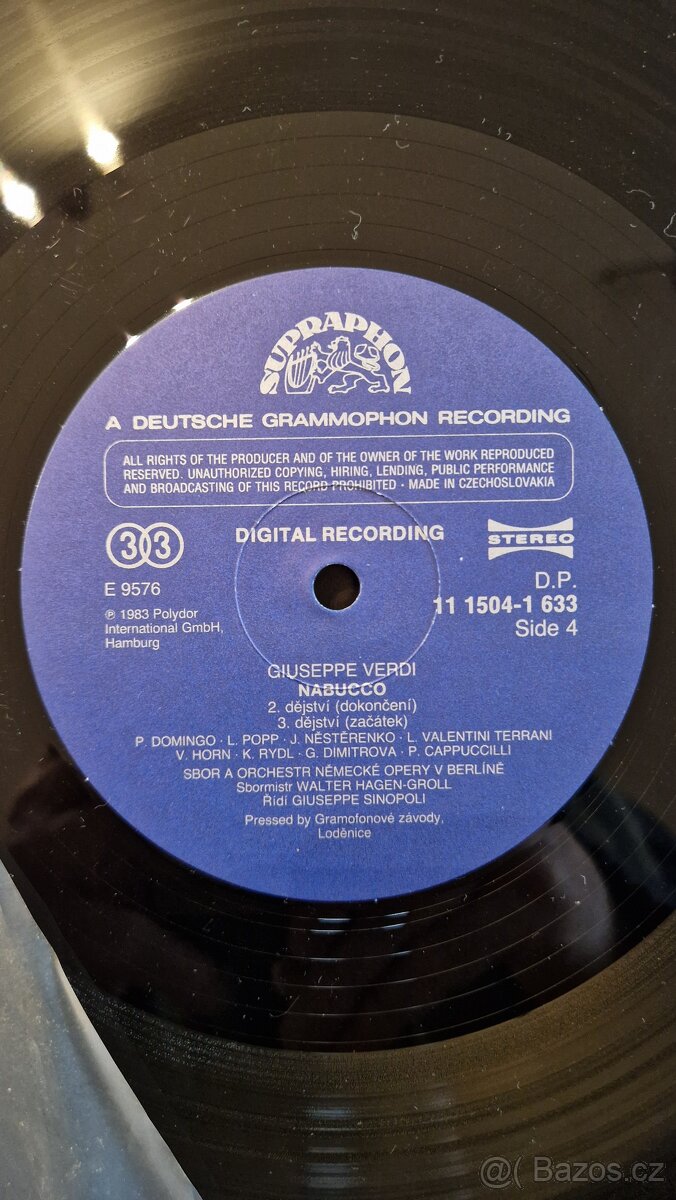 SUPRAPHON
A DEUTSCHE GRAMMOPHON RECORDING
ALL RIGHTS OF THE PRODUCER AND OF THE OWNER OF THE WORK REPRODUCED
RESERVED. UNAUTHORIZED COPYING, HIRING, LENDING, PUBLIC PERFORMANCE
AND BROADCASTING OF THIS RECORD PROHIBITED · MADE IN CZECHOSLOVAKIA
33 DIGITAL RECORDING STEREO
E 9576 D.P.
℗ 1983 Polydor 11 1504-1 633
International GmbH, Side 4
Hamburg
GIUSEPPE VERDI
NABUCCO
2. dějství (dokončení)
3. dějství (začátek)
P. DOMINGO · L. POPP · J. NĚSTĚRENKO · L. VALENTINI TERRANI
V. HORN · K. RYDL · G. DIMITROVA · P. CAPPUCCILLI
SBOR A ORCHESTR NĚMECKÉ OPERY V BERLÍNĚ
Sbormistr WALTER HAGEN-GROLL
Řídí GIUSEPPE SINOPOLI
Pressed by Gramofonové závody,
Loděnice
@( Bazoš.cz